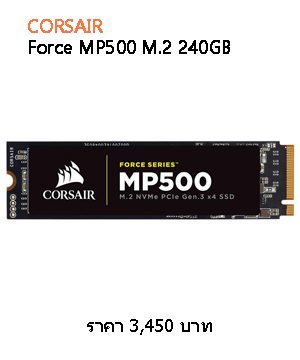 CORSAIR
Force MP500 M.2 240GB
FORCE SERIES™
CORSAIR
MP500
M.2 NVMe PCIe Gen.3 x4 SSD
ราคา 3,450 บาท